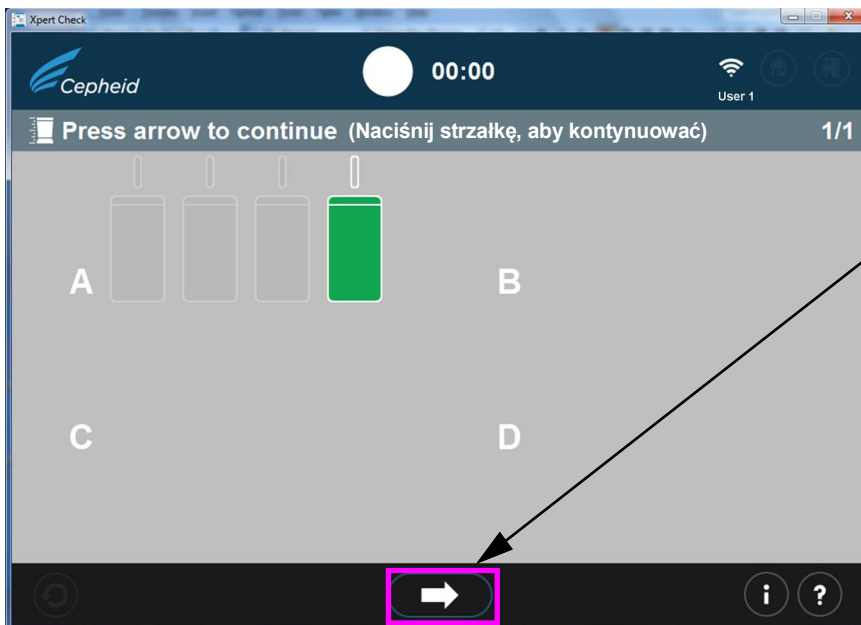 Xpert Check
Cepheid
00:00
User 1
Press arrow to continue (Naciśnij strzałkę, aby kontynuować) 1/1
A B
C D
i ?